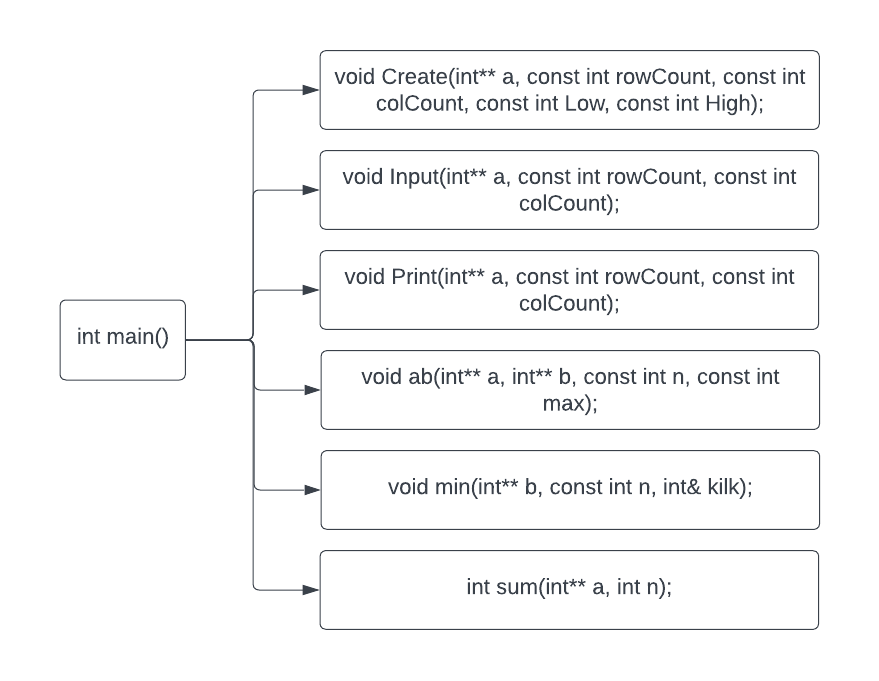 void Create(int** a, const int rowCount, const int
colCount, const int Low, const int High);
void Input(int** a, const int rowCount, const int
colCount);
void Print(int** a, const int rowCount, const int
colCount);
int main()
void ab(int** a, int** b, const int n, const int
max);
void min(int** b, const int n, int& kilk);
int sum(int** a, int n);